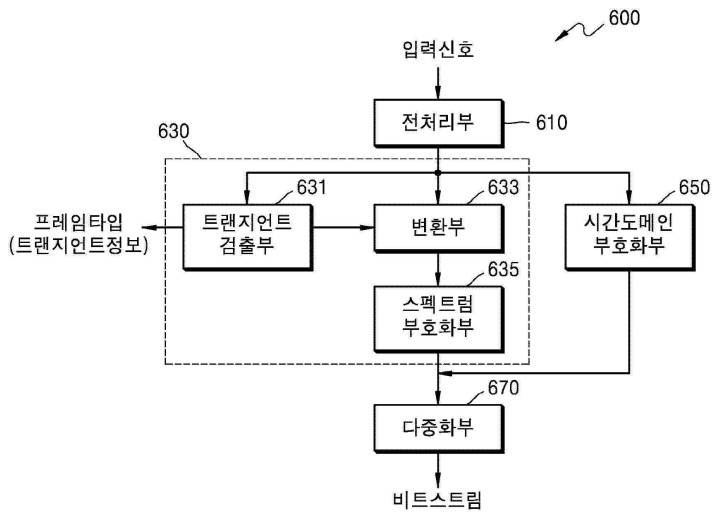 600
입력신호
전처리부
610
630
631
633
650
프레임타입
(트랜지언트정보)
트랜지언트
검출부
변환부
시간도메인
부호화부
635
스펙트럼
부호화부
670
다중화부
비트스트림